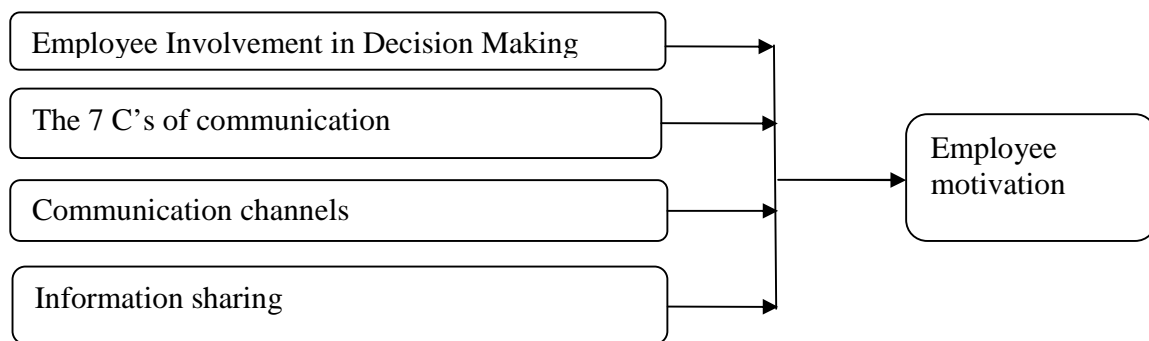 Employee Involvement in Decision Making
The 7 C’s of communication
Communication channels
Information sharing
Employee
motivation